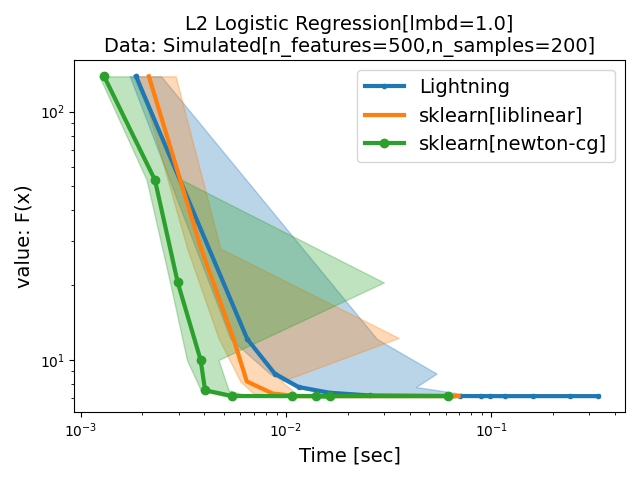 L2 Logistic Regression[lmbd=1.0]
Data: Simulated[n_features=500,n_samples=200]
Lightning
sklearn[liblinear]
sklearn[newton-cg]
value: F(x)
10²
10¹
10⁻³
10⁻²
10⁻¹
Time [sec]